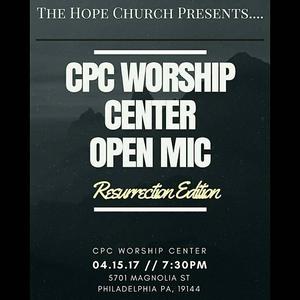 The Hope Church Presents....
CPC WORSHIP
CENTER
OPEN MIC
Resurrection Edition
CPC WORSHIP CENTER
04.15.17 // 7:30PM
5701 MAGNOLIA ST
PHILADELPHIA PA, 19144